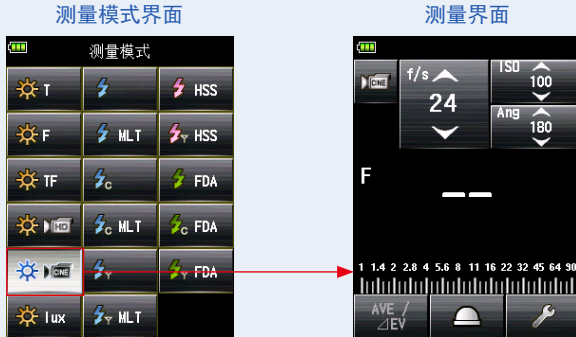 测量模式界面
测量界面
测量模式
T
HSS
F
MLT
HSS
TF
C
FDA
HD
C MLT
C FDA
CNE
FDA
lux
MLT
CNE
f/s
24
ISO
100
Ang
180
F
1 1.4 2 2.8 4 5.6 8 11 16 22 32 45 64 90
AVE /
⊿EV